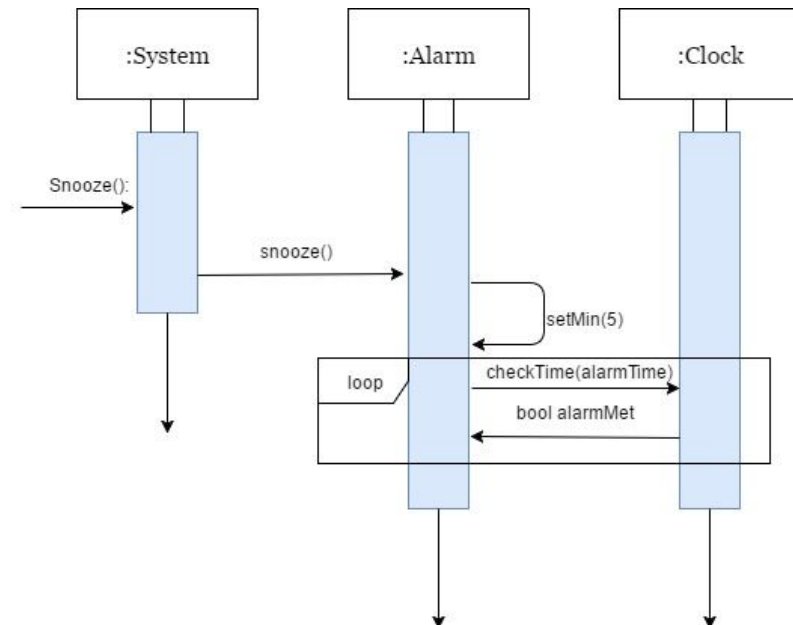 :System
:Alarm
:Clock
Snooze():
snooze()
setMin(5)
loop
checkTime(alarmTime)
bool alarmMet